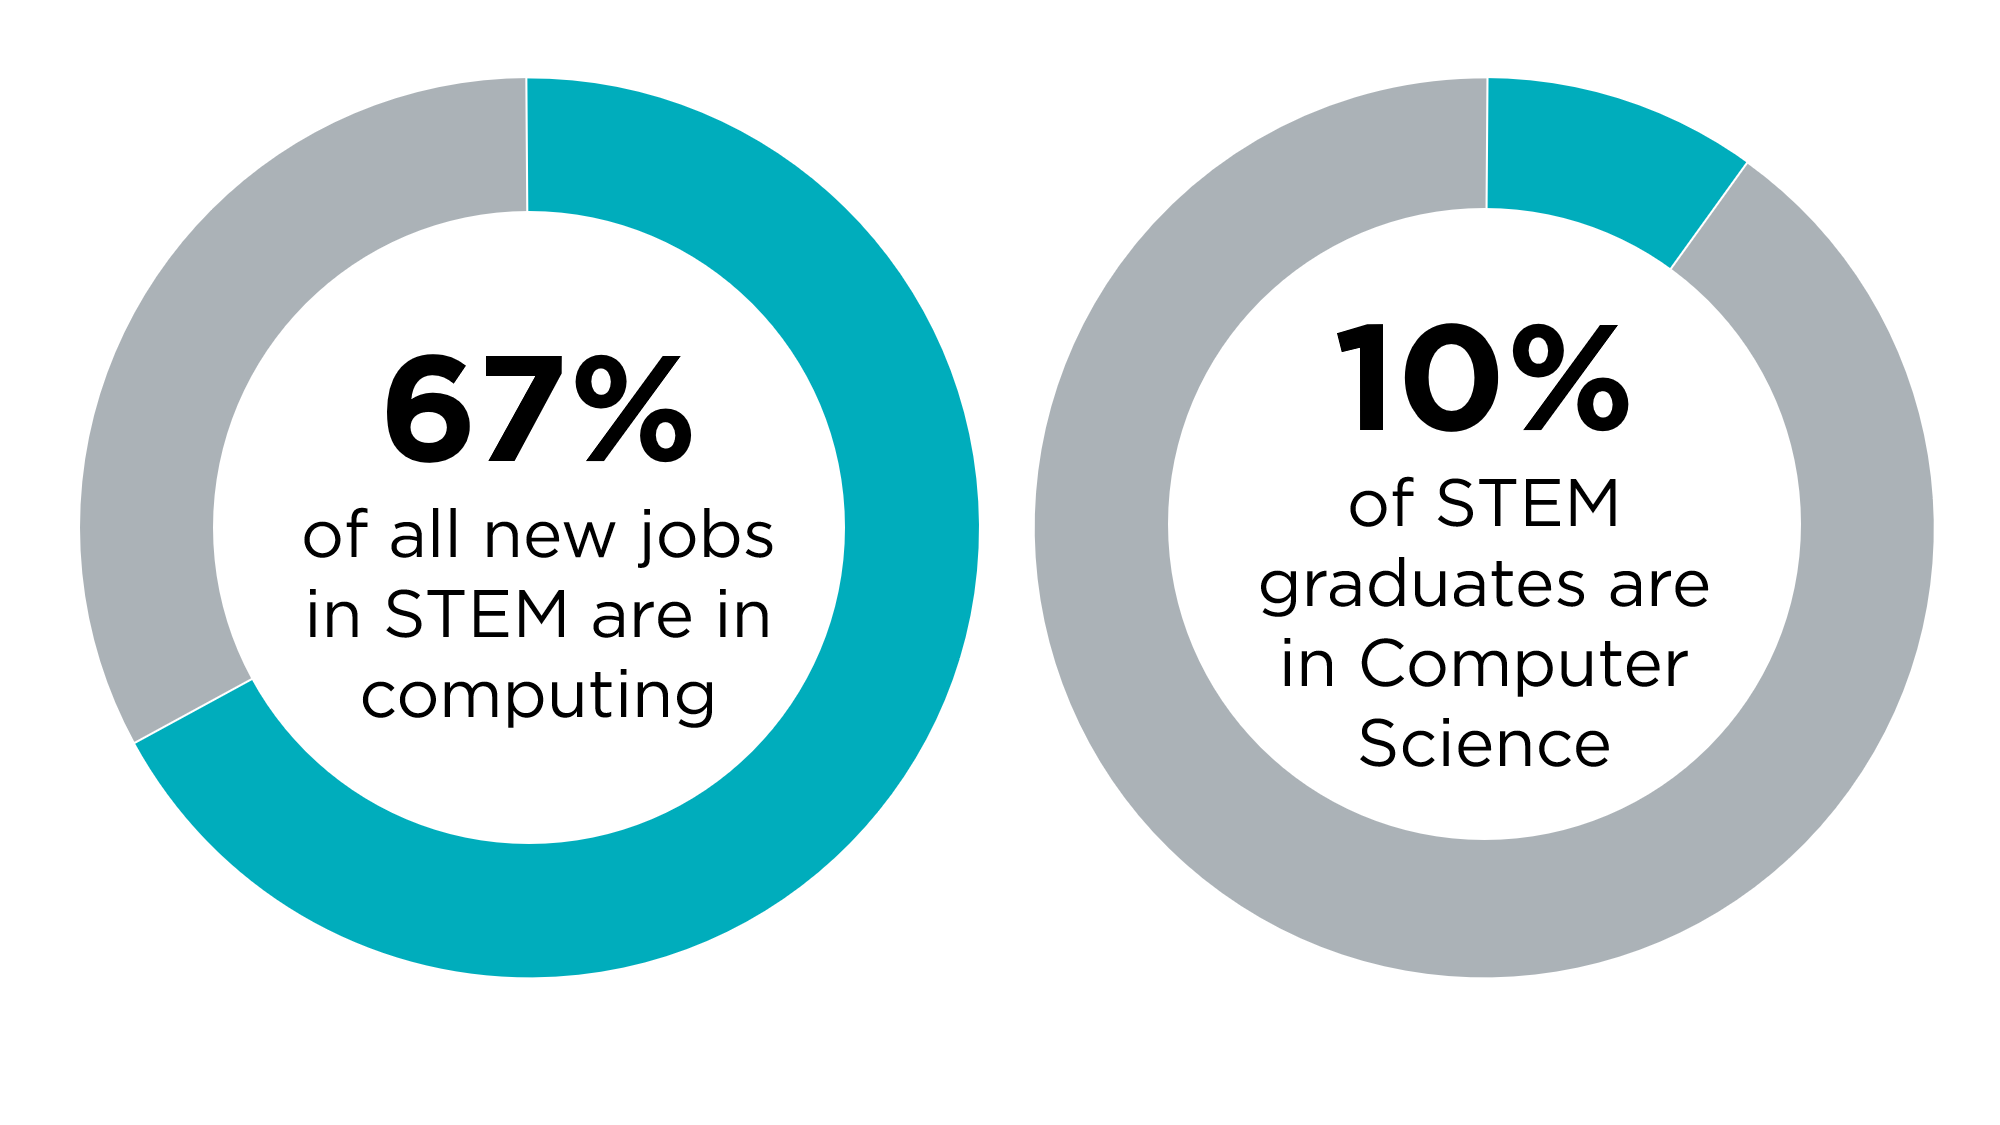 67%
of all new jobs
in STEM are in
computing
10%
of STEM
graduates are
in Computer
Science